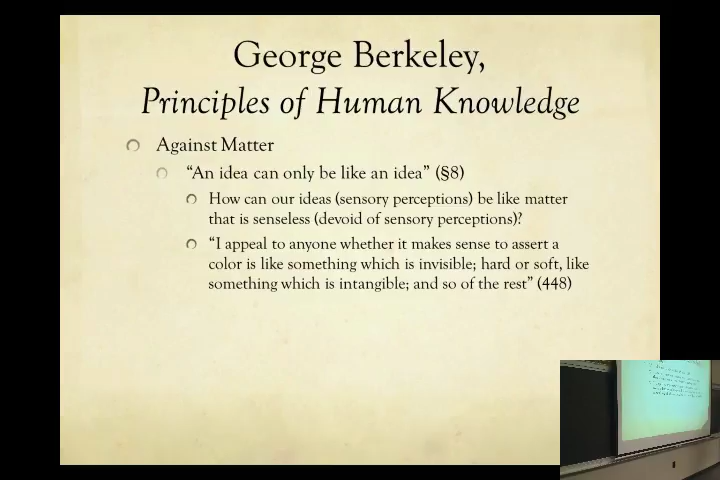 George Berkeley,
Principles of Human Knowledge
Against Matter
“An idea can only be like an idea” (§8)
How can our ideas (sensory perceptions) be like matter
that is senseless (devoid of sensory perceptions)?
“I appeal to anyone whether it makes sense to assert a
color is like something which is invisible; hard or soft, like
something which is intangible; and so of the rest” (448)